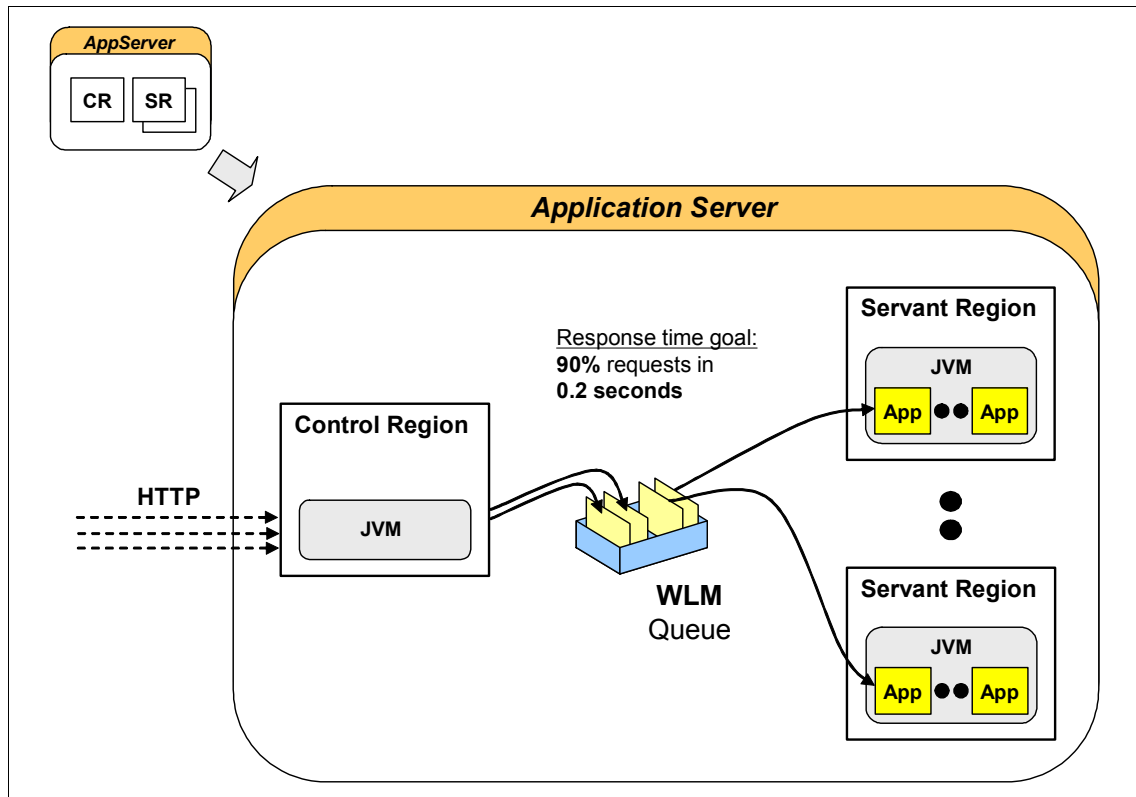 AppServer
CR
SR
Application Server
Response time goal:
90% requests in
0.2 seconds
Servant Region
JVM
App
App
Control Region
HTTP
JVM
WLM
Queue
Servant Region
JVM
App
App